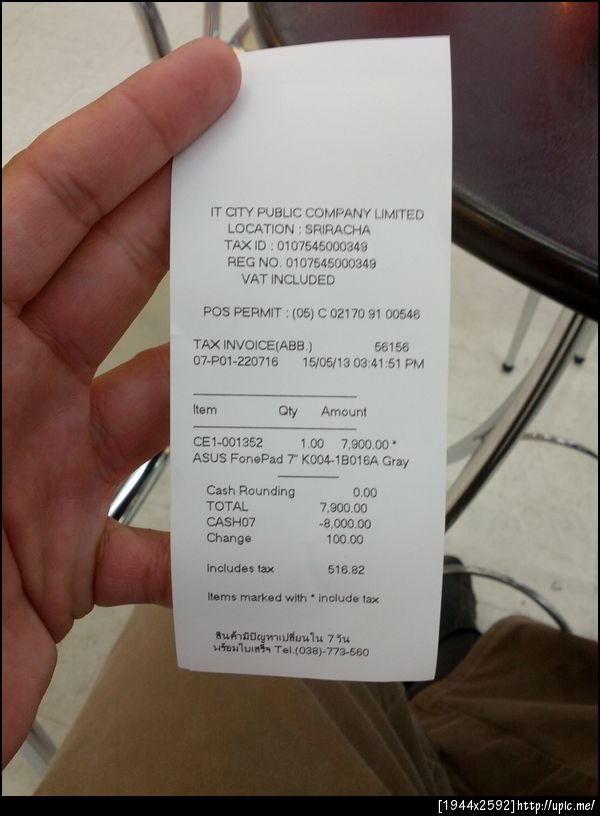 IT CITY PUBLIC COMPANY LIMITED
LOCATION : SRIRACHA
TAX ID : 0107545000349
REG NO. 0107545000349
VAT INCLUDED
POS PERMIT : (05) C 02170 91 00546
TAX INVOICE(ABB.) 56156
07-P01-220716 15/05/13 03:41:51 PM
Item Qty Amount
CE1-001352 1.00 7,900.00 *
ASUS FonePad 7" K004-1B016A Gray
Cash Rounding 0.00
TOTAL 7,900.00
CASH07 -8,000.00
Change 100.00
Includes tax 516.82
Items marked with * include tax
สินค้ามีปัญหาเปลี่ยนใน 7 วัน
พร้อมใบเสร็จ Tel.(038)-773-560
[1944x2592]http://upic.me/